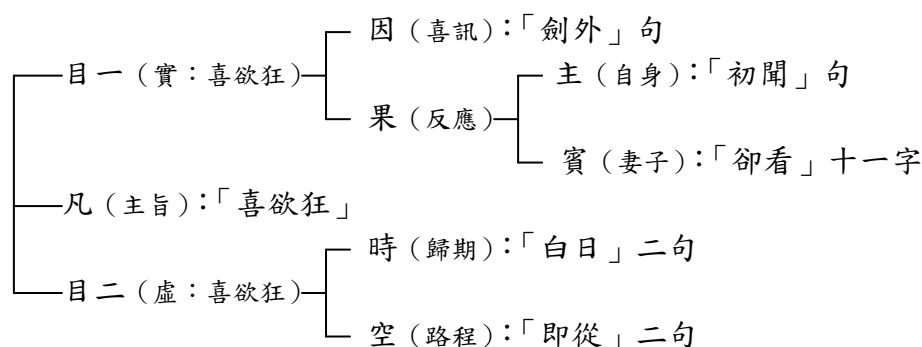 因（喜訊）：「劍外」句
目一（實：喜欲狂）
主（自身）：「初聞」句
果（反應）
賓（妻子）：「卻看」十一字
凡（主旨）：「喜欲狂」
時（歸期）：「白日」二句
目二（虛：喜欲狂）
空（路程）：「即從」二句